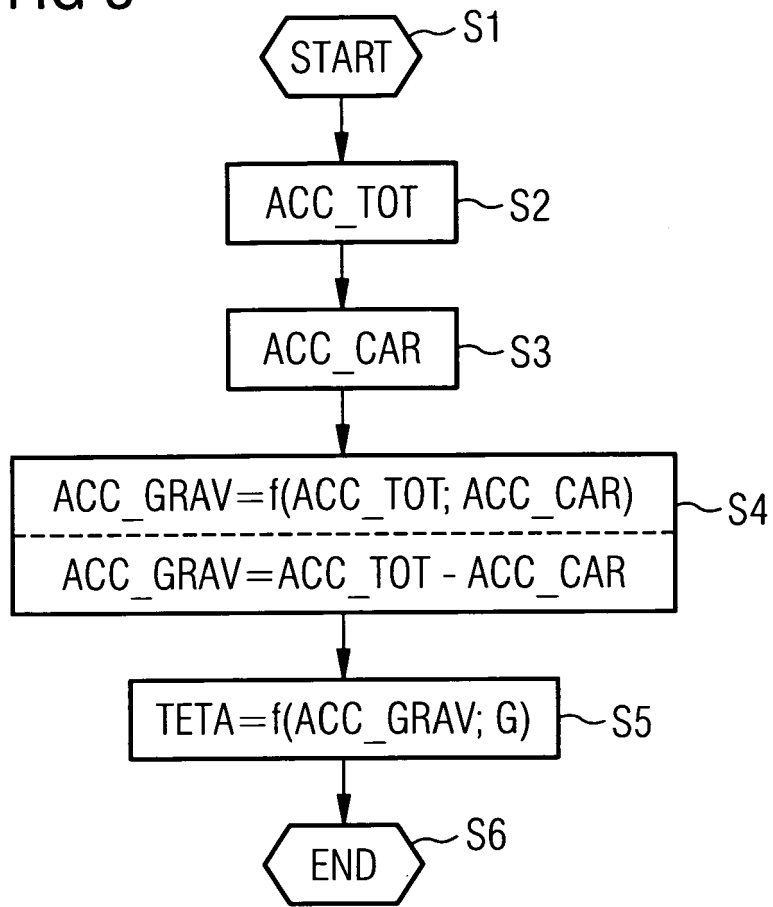 START S1
ACC_TOT S2
ACC_CAR S3
ACC_GRAV=f(ACC_TOT; ACC_CAR)
S4
ACC_GRAV=ACC_TOT - ACC_CAR
TETA=f(ACC_GRAV; G) S5
END S6